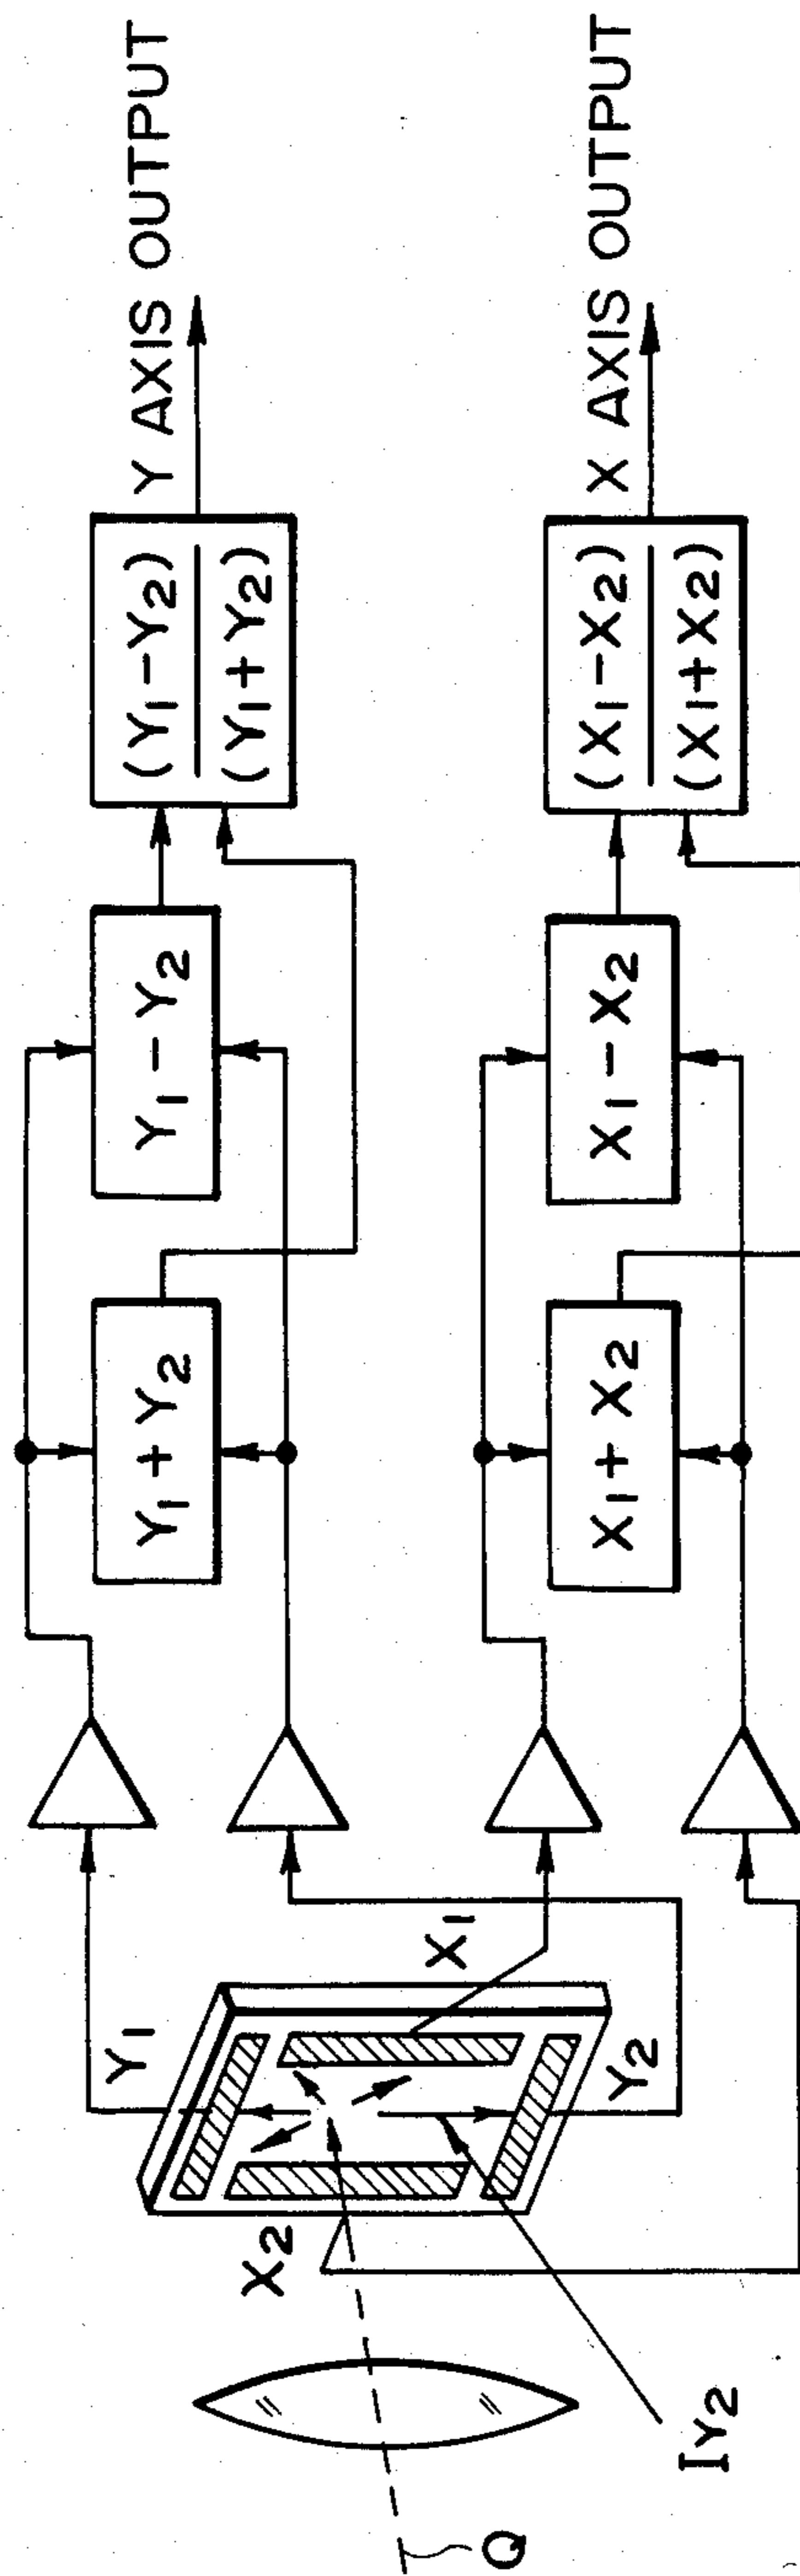 Y1
Y1 + Y2
Y1 - Y2
(Y1 - Y2)
(Y1 + Y2)
Y AXIS OUTPUT
X2
X1
Y2
X1 + X2
X1 - X2
(X1 - X2)
(X1 + X2)
X AXIS OUTPUT
Q
IY2